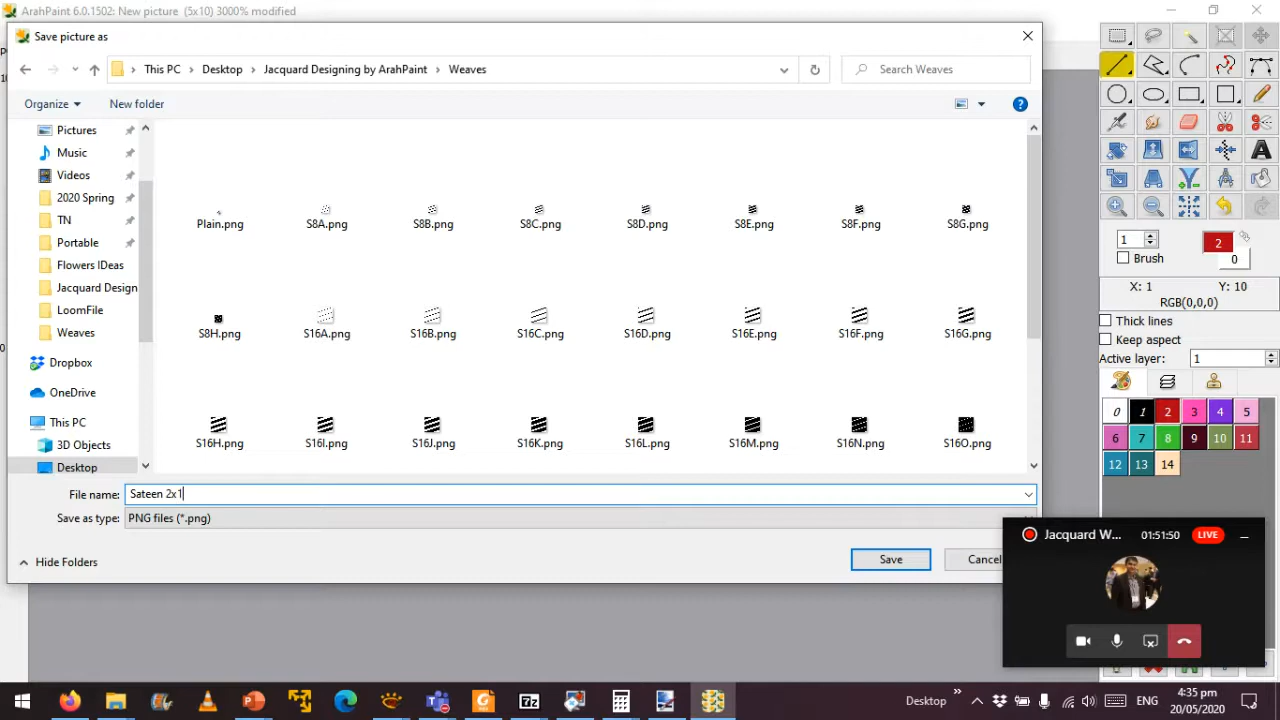 ArahPaint 6.0.1502: New picture (5x10) 3000% modified
Save picture as
This PC > Desktop > Jacquard Designing by ArahPaint > Weaves
Search Weaves
Organize
New folder
Pictures
Music
Videos
2020 Spring
TN
Portable
Flowers IDeas
Jacquard Design
LoomFile
Weaves
Dropbox
OneDrive
This PC
3D Objects
Desktop
Plain.png S8A.png S8B.png S8C.png S8D.png S8E.png S8F.png S8G.png
S8H.png S16A.png S16B.png S16C.png S16D.png S16E.png S16F.png S16G.png
S16H.png S16I.png S16J.png S16K.png S16L.png S16M.png S16N.png S16O.png
File name: Sateen 2x1
Save as type: PNG files (*.png)
Hide Folders
Save
Cancel
A
1
2
Brush
0
X: 1 Y: 10
RGB(0,0,0)
Thick lines
Keep aspect
Active layer: 1
0 1 2 3 4 5
6 7 8 9 10 11
12 13 14
Jacquard W... 01:51:50 LIVE
Desktop
ENG
4:35 pm
20/05/2020